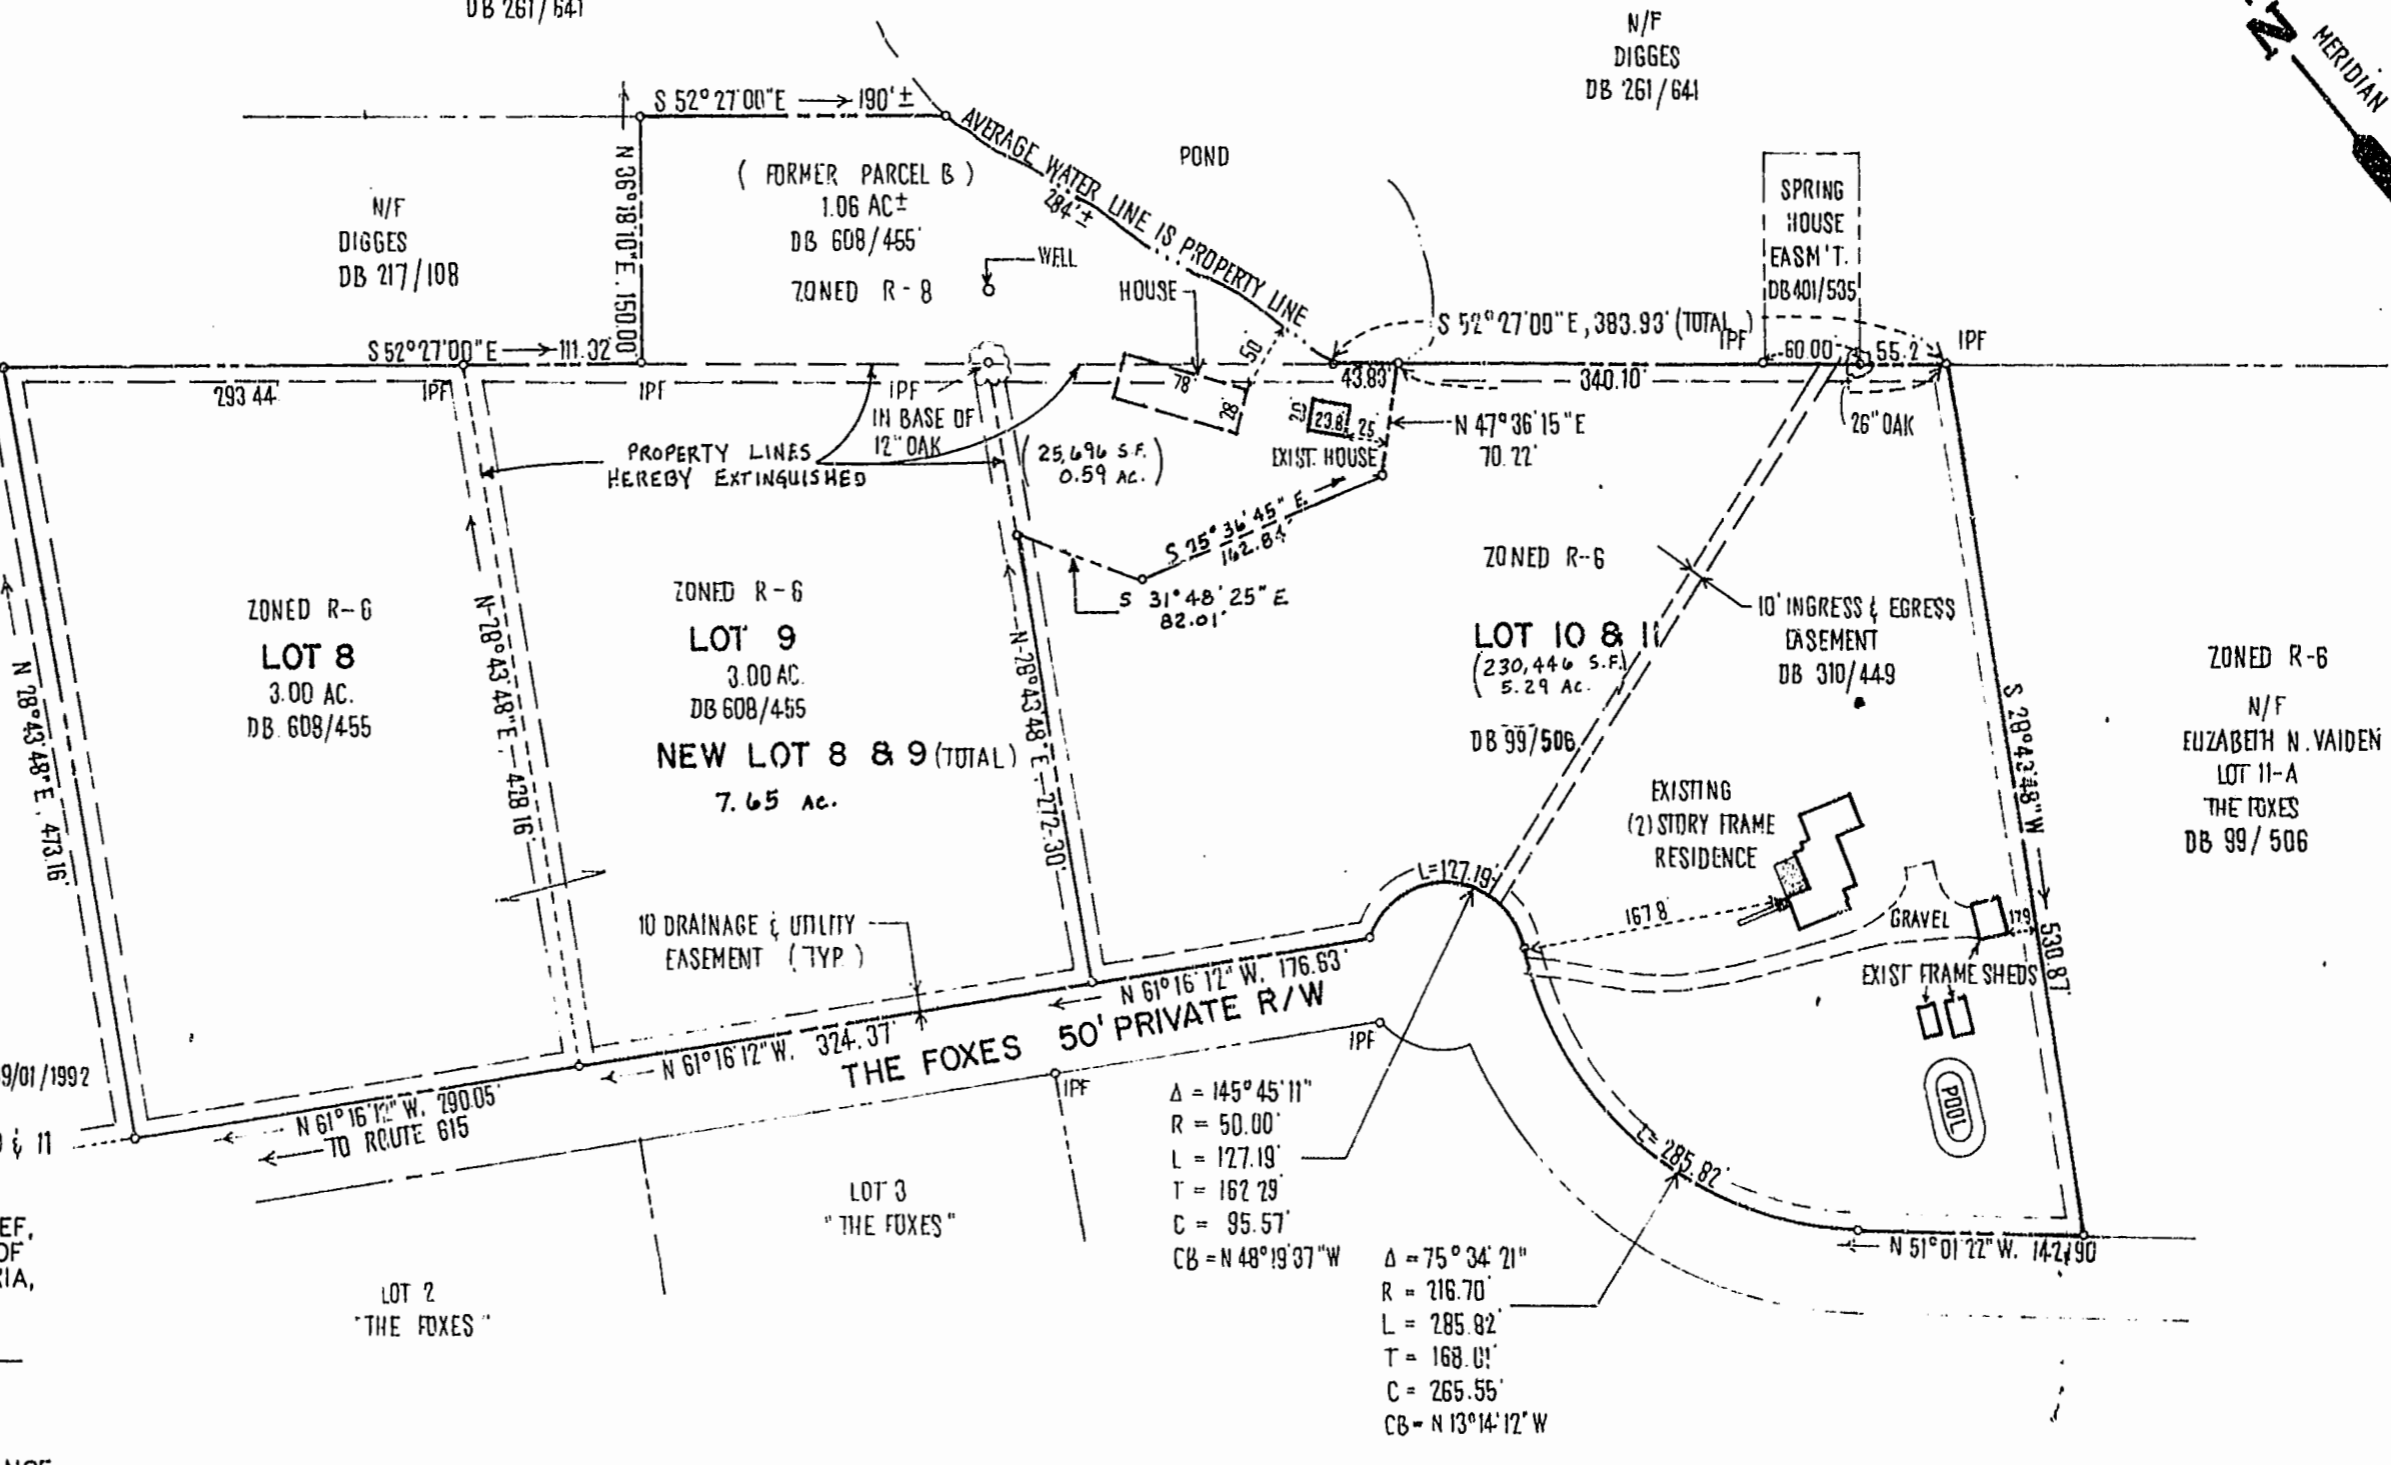 DB 261/641
N/F
DIGGES
DB 261/641
N
MERIDIAN
S 52°27'00"E → 190'±
N 36°18'10"E. 150.00'
( FORMER PARCEL B )
1.06 AC±
DB 608/455
ZONED R-8
WELL
AVERAGE WATER LINE IS PROPERTY LINE
284'±
POND
HOUSE
N/F
DIGGES
DB 217/108
SPRING
HOUSE
EASM'T.
DB401/535
S 52°27'00"E, 383.93' (TOTAL)
IPF
IPF
60.00
55.2
S 52°27'00"E → 111.32'
293.44
IPF
IPF
IPF
IN BASE OF
12" OAK
78'
28'
50'
43.83'
340.10'
20
23.8
25
EXIST. HOUSE
N 47°36'15"E
70.22'
26" OAK
PROPERTY LINES
HEREBY EXTINGUISHED
(25,696 S.F.)
0.59 AC.
S 75°36'45" E.
162.84'
S 31°48'25" E
82.01'
ZONED R-6
LOT 8
3.00 AC.
DB 608/455
ZONED R-6
LOT 9
3.00 AC.
DB 608/455
NEW LOT 8 & 9 (TOTAL)
7.65 AC.
ZONED R-6
LOT 10 & 11
(230,446 S.F.)
5.29 AC.
DB 99/506
10' INGRESS & EGRESS
EASEMENT
DB 310/449
ZONED R-6
N/F
ELIZABETH N. VAIDEN
LOT 11-A
THE FOXES
DB 99/506
N 28°43'48"E, 473.16'
N-28°43'48"E, 428.16'
N-28°43'48"E, 272.30'
S 28°43'48"W
530.87'
EXISTING
(2) STORY FRAME
RESIDENCE
167.8
GRAVEL
17.9
EXIST FRAME SHEDS
POOL
10 DRAINAGE & UTILITY
EASEMENT (TYP.)
L=127.19'
N 61°16'12" W. 176.63'
N 61°16'12"W. 324.37'
N 61°16'12" W. 290.05'
TO ROUTE 615
THE FOXES 50' PRIVATE R/W
IPF
IPF
9/01/1992
& 11
L= 285.82'
N 51°01'22"W. 142.90
Δ = 145°45'11"
R = 50.00'
L = 127.19'
T = 162.29'
C = 95.57'
CB = N 48°19'37"W
Δ = 75°34'21"
R = 216.70'
L = 285.82'
T = 168.01'
C = 265.55'
CB = N 13°14'12"W
LOT 3
"THE FOXES"
LOT 2
"THE FOXES"
EF,
OF
RIA,